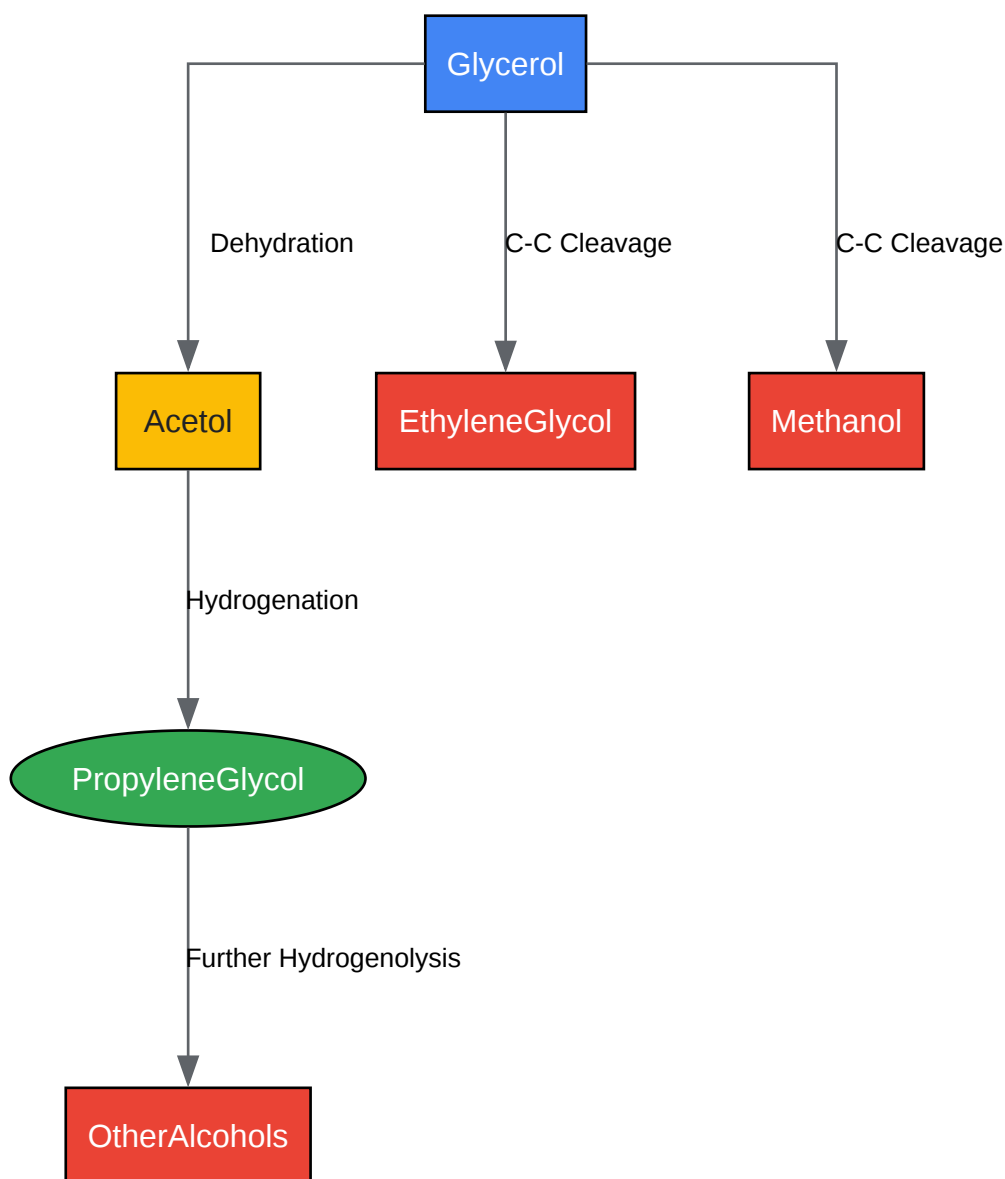 Glycerol
Dehydration
C-C Cleavage
C-C Cleavage
Acetol
EthyleneGlycol
Methanol
Hydrogenation
PropyleneGlycol
Further Hydrogenolysis
OtherAlcohols